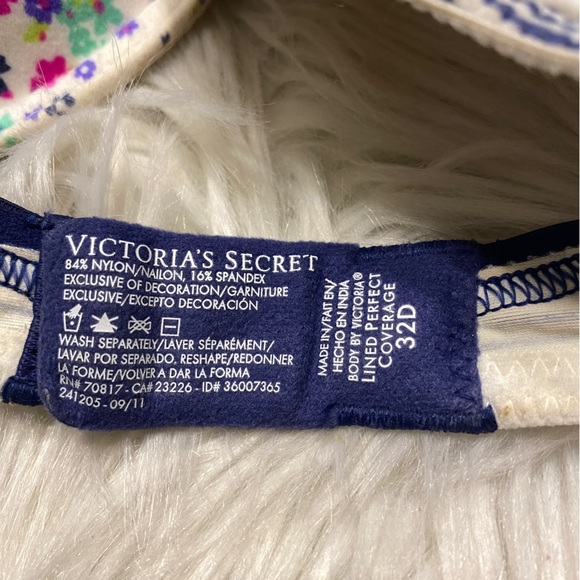 VICTORIA'S SECRET
84% NYLON/NAILON, 16% SPANDEX
EXCLUSIVE OF DECORATION/GARNITURE
EXCLUSIVE/EXCEPTO DECORACIÓN
WASH SEPARATELY/LAVER SÉPARÉMENT/
LAVAR POR SEPARADO. RESHAPE/REDONNER
LA FORME/VOLVER A DAR LA FORMA
RN# 70817 - CA# 23226 - ID# 36007365
241205 - 09/11
MADE IN/FAIT EN/
HECHO EN INDIA
BODY BY VICTORIA®
LINED PERFECT
COVERAGE
32D